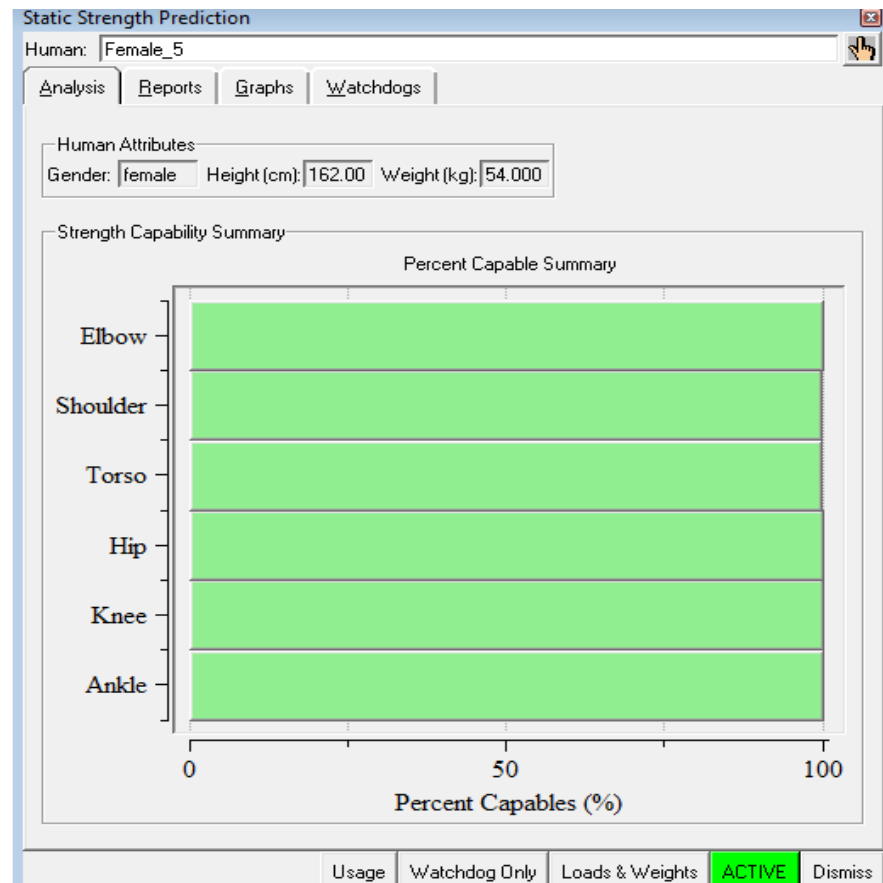 Static Strength Prediction
Human: Female_5
Analysis Reports Graphs Watchdogs
Human Attributes
Gender: female Height (cm): 162.00 Weight (kg): 54.000
Strength Capability Summary
Percent Capable Summary
Elbow
Shoulder
Torso
Hip
Knee
Ankle
0 50 100
Percent Capables (%)
Usage Watchdog Only Loads & Weights ACTIVE Dismiss